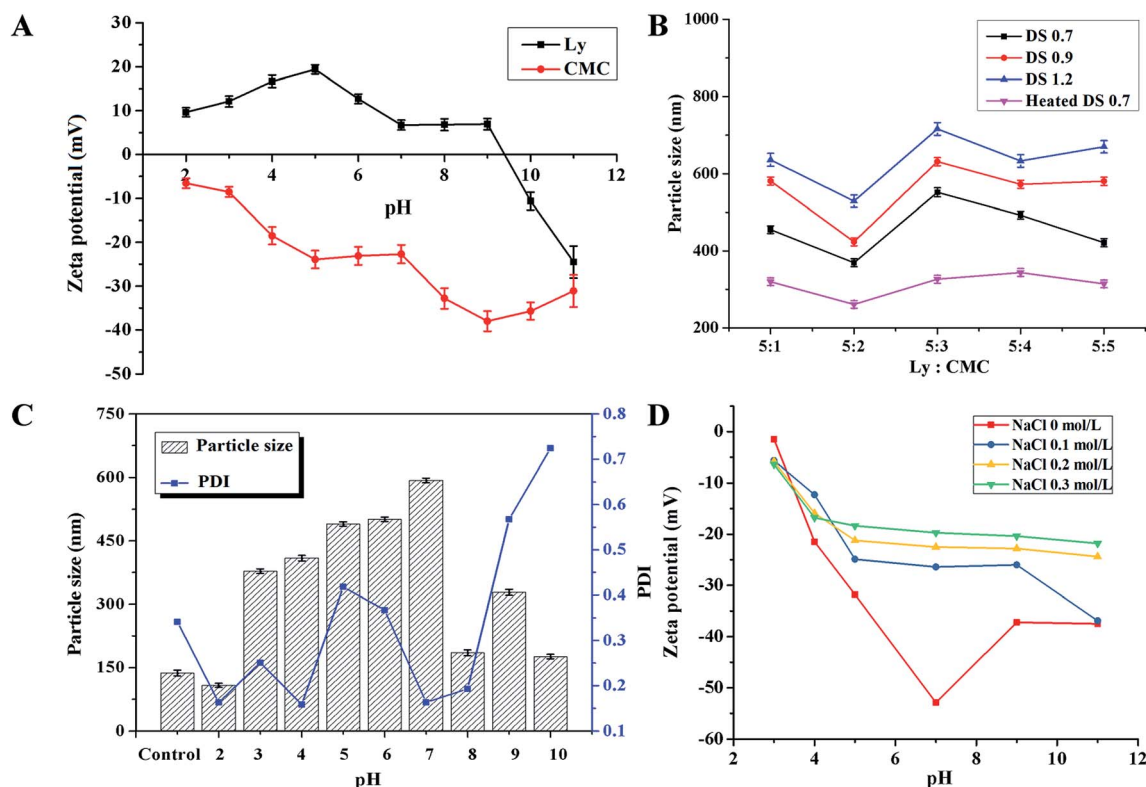 A
30
20
10
0
-10
-20
-30
-40
-50
Zeta potential (mV)
2 4 6 8 10 12
pH
Ly
CMC
B
1000
800
600
400
200
Particle size (nm)
DS 0.7
DS 0.9
DS 1.2
Heated DS 0.7
5:1 5:2 5:3 5:4 5:5
Ly : CMC
C
750
600
450
300
150
0
Particle size (nm)
Particle size
PDI
0.8
0.7
0.6
0.5
0.4
0.3
0.2
0.1
PDI
Control 2 3 4 5 6 7 8 9 10
pH
D
0
-10
-20
-30
-40
-50
-60
Zeta potential (mV)
NaCl 0 mol/L
NaCl 0.1 mol/L
NaCl 0.2 mol/L
NaCl 0.3 mol/L
2 4 6 8 10 12
pH